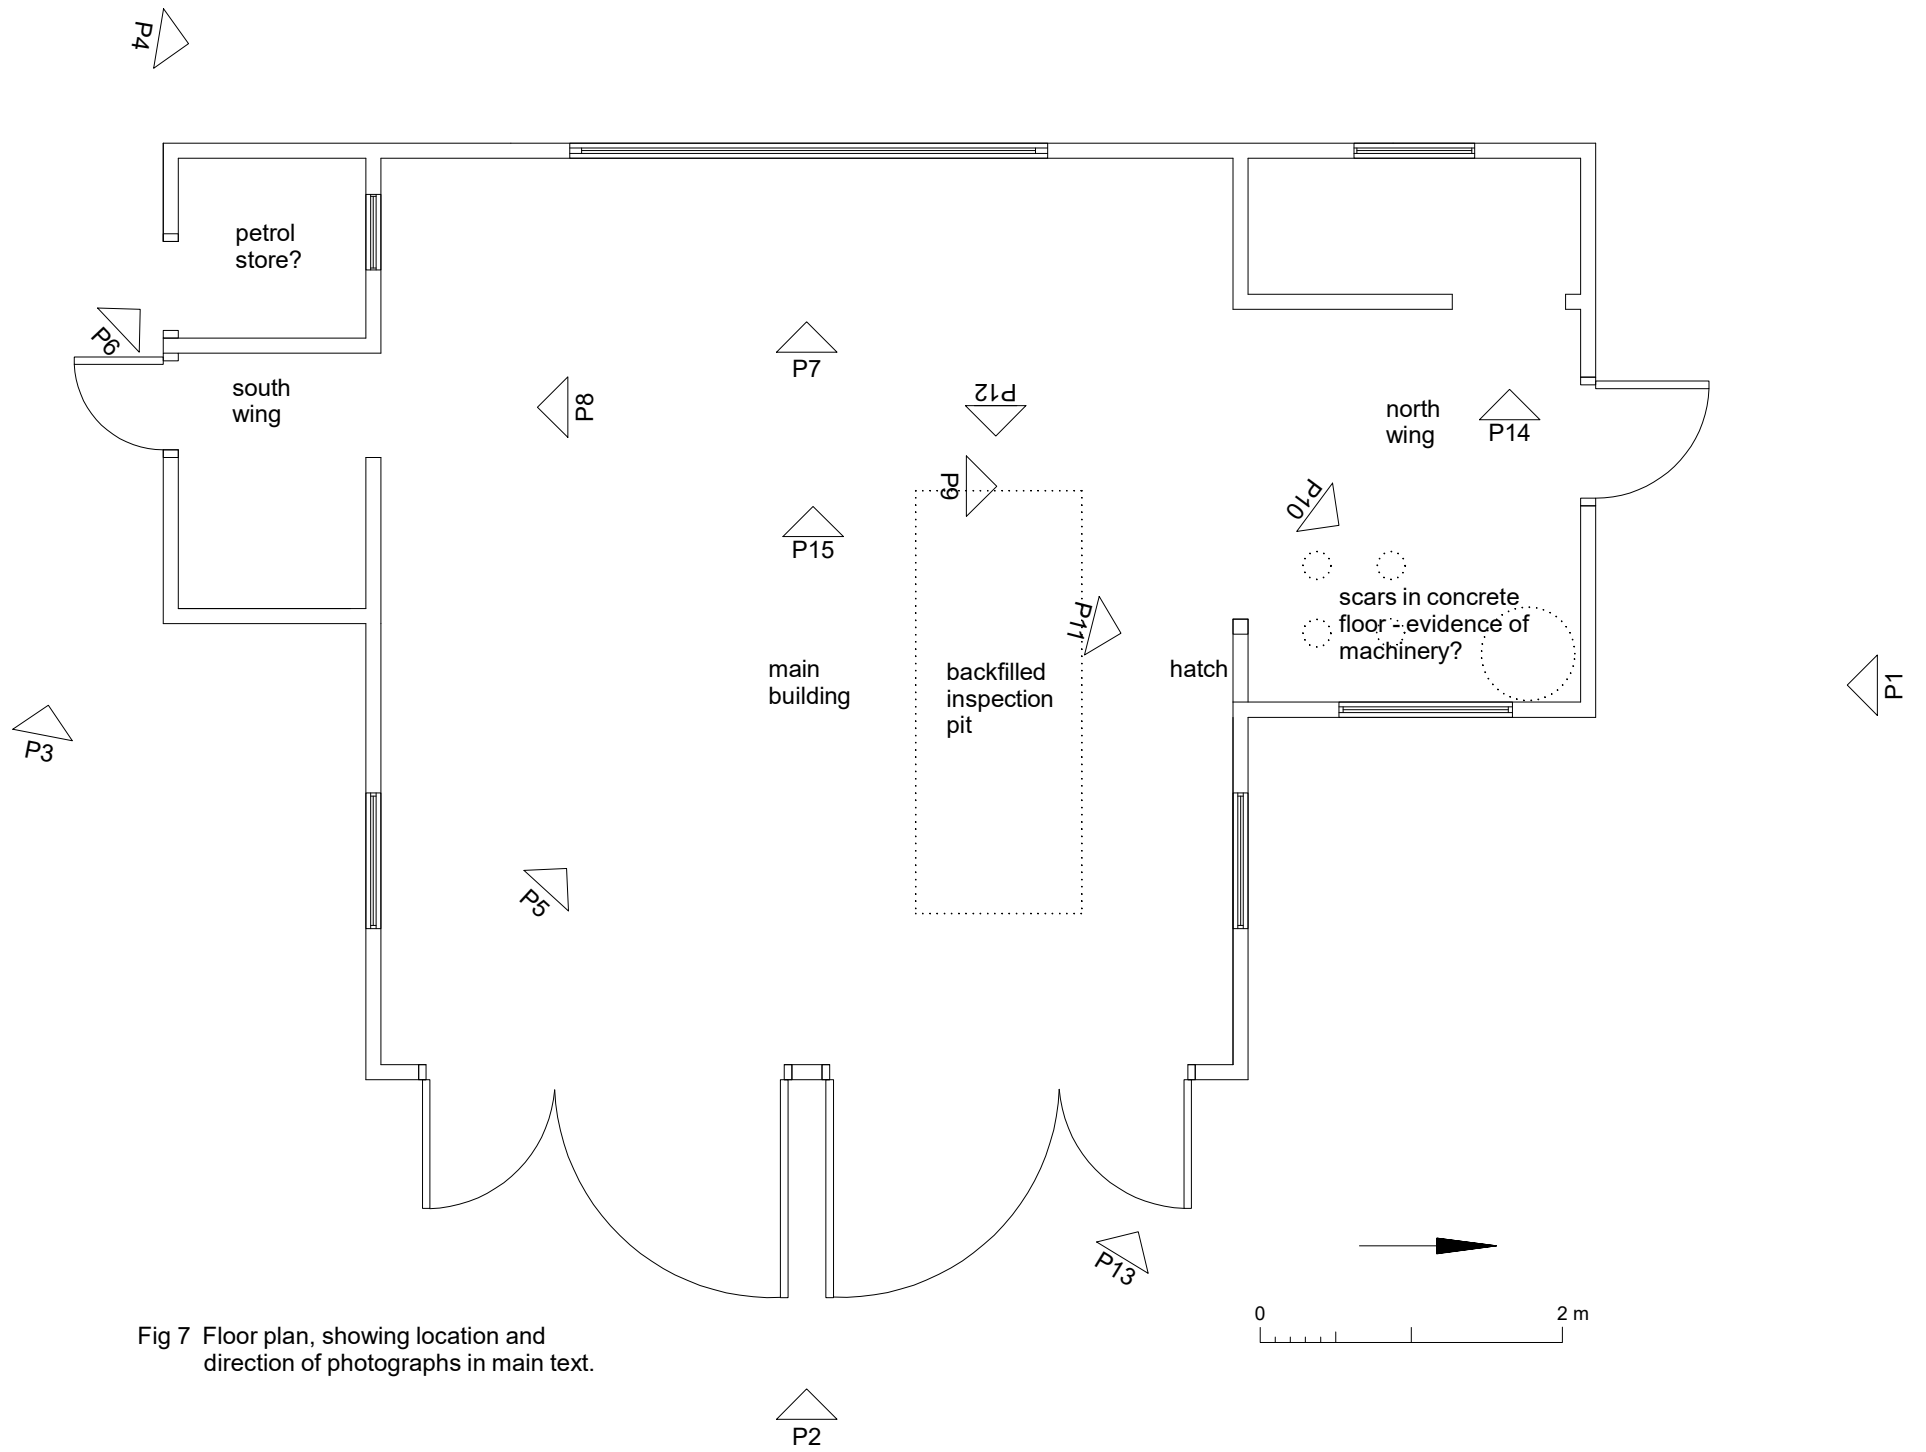 P4
petrol
store?
P6
south
wing
P8
P7
P12
P9
P15
north
wing
P14
P10
scars in concrete
floor - evidence of
machinery?
P11
main
building
backfilled
inspection
pit
hatch
P1
P3
P5
P13
0 2 m
Fig 7 Floor plan, showing location and
direction of photographs in main text.
P2